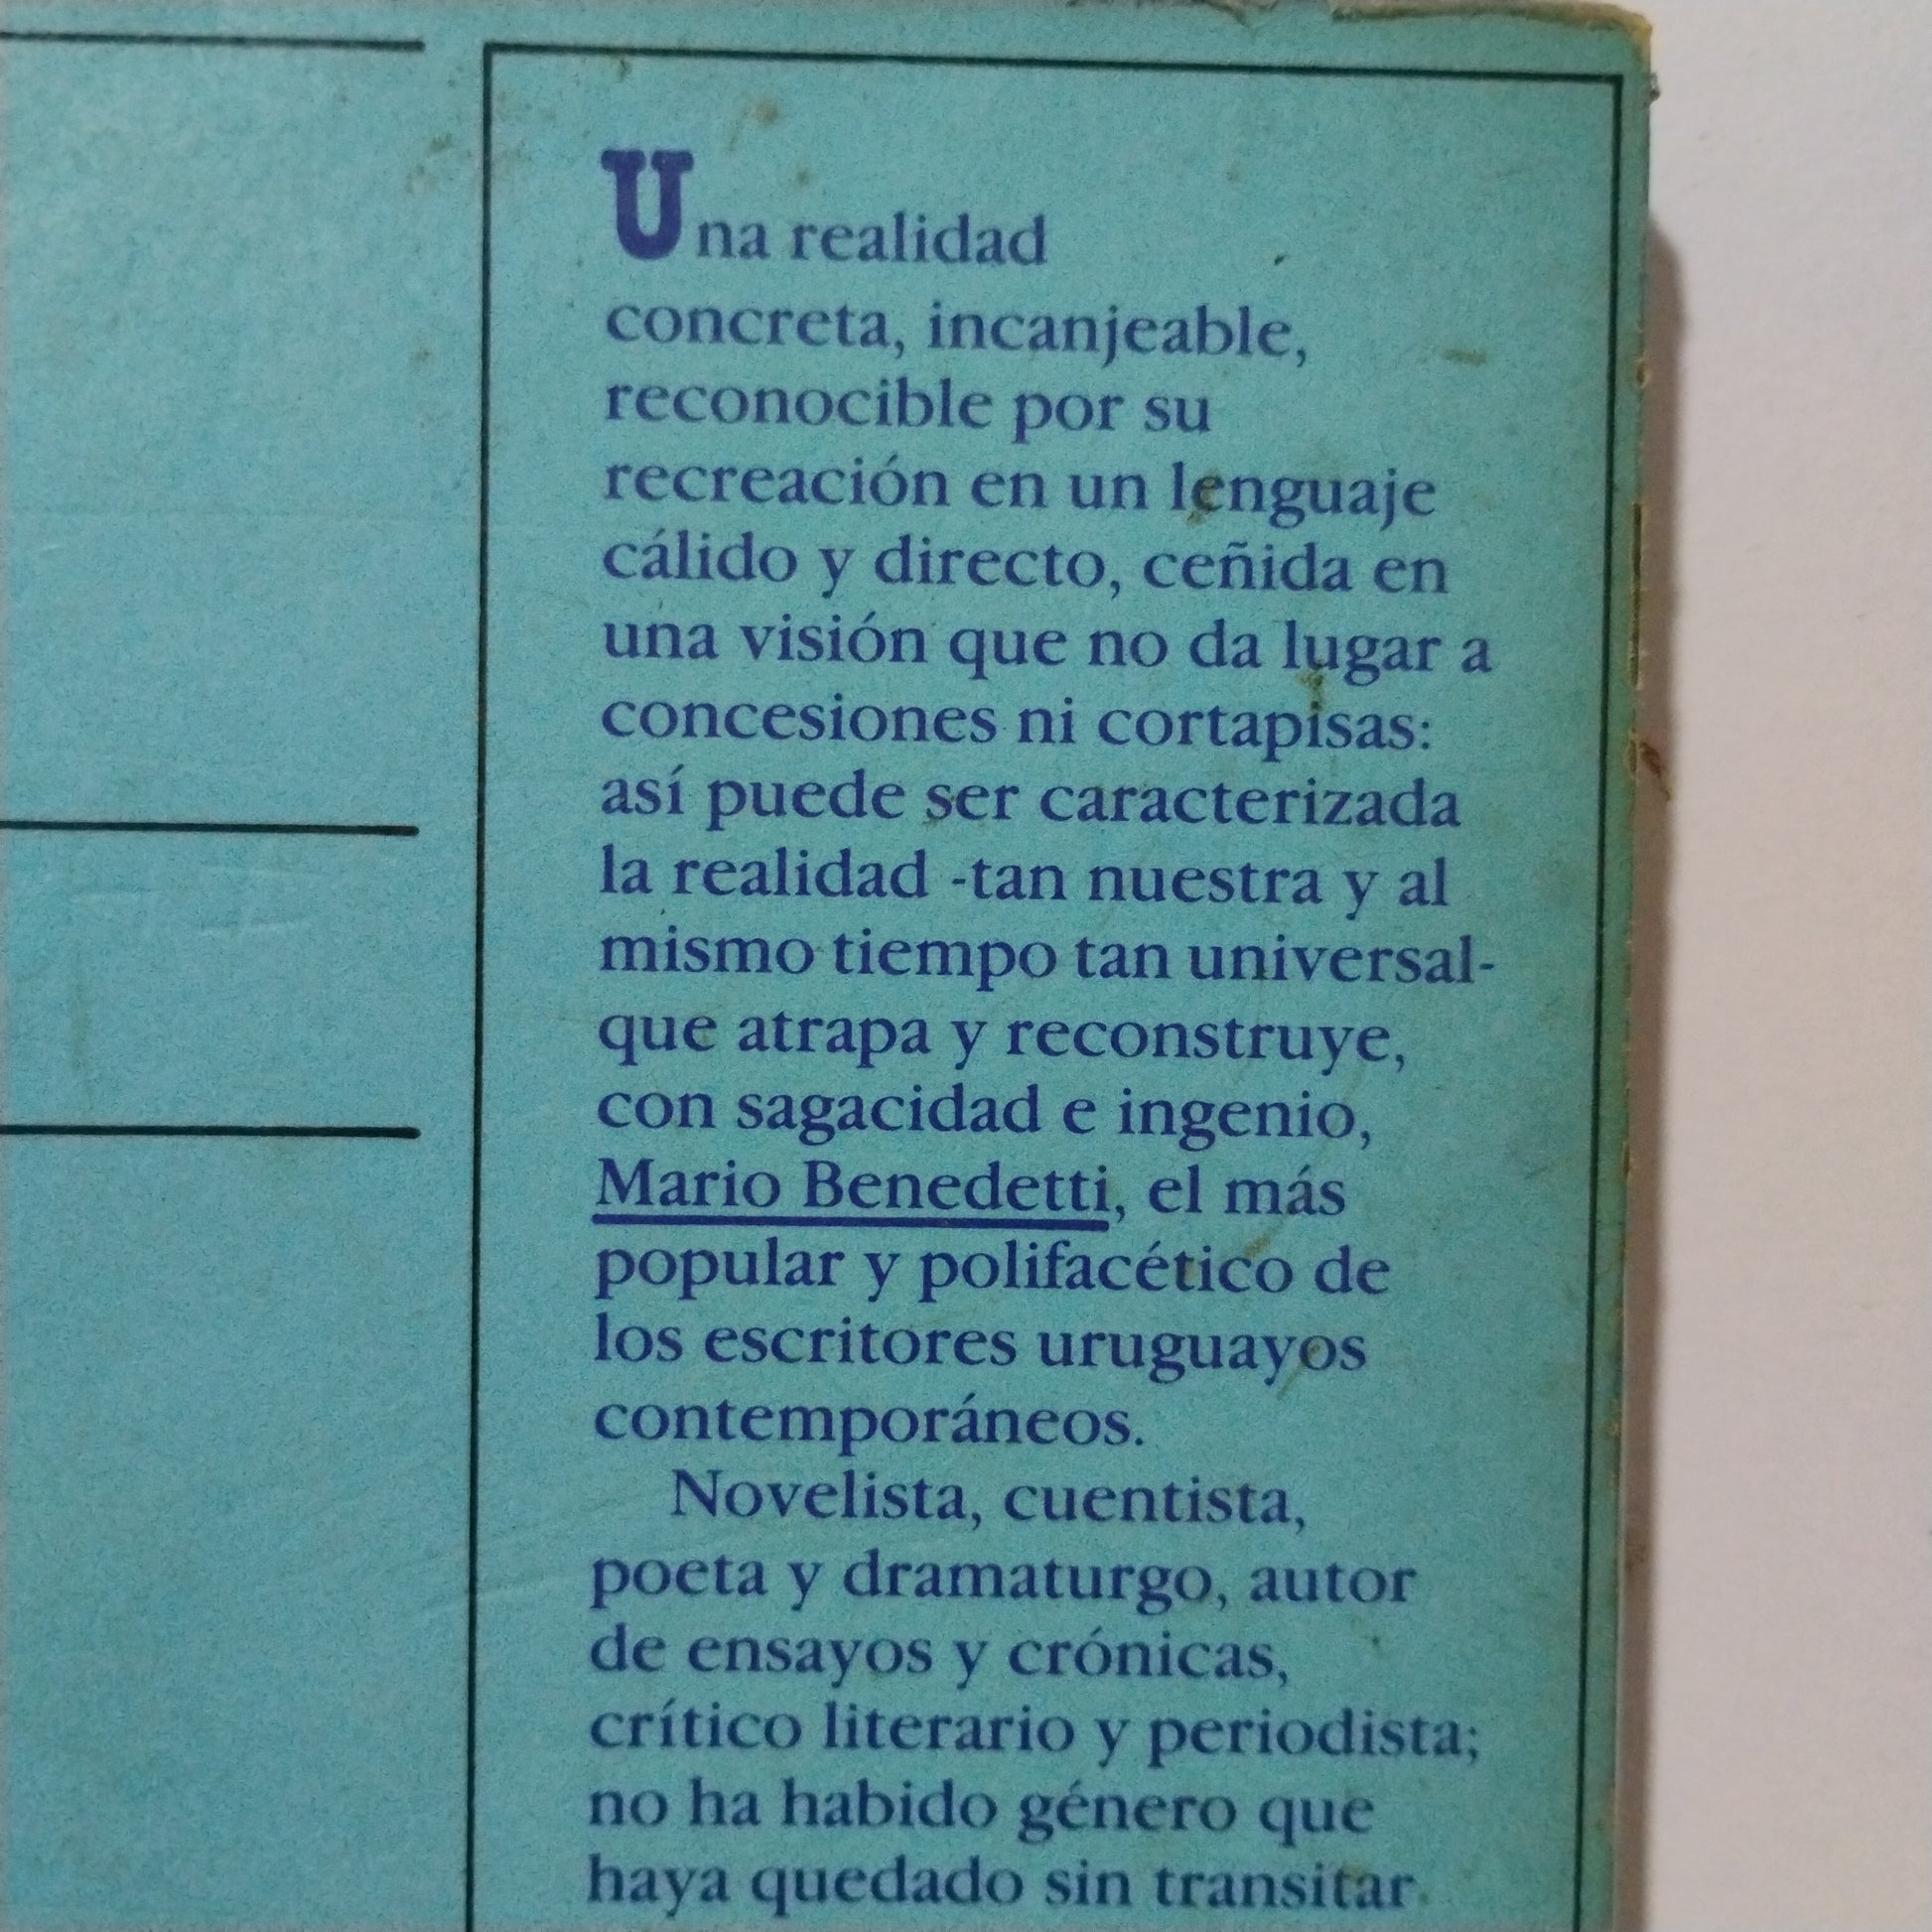 Una realidad
concreta, incanjeable,
reconocible por su
recreación en un lenguaje
cálido y directo, ceñida en
una visión que no da lugar a
concesiones ni cortapisas:
así puede ser caracterizada
la realidad -tan nuestra y al
mismo tiempo tan universal-
que atrapa y reconstruye,
con sagacidad e ingenio,
Mario Benedetti, el más
popular y polifacético de
los escritores uruguayos
contemporáneos.
Novelista, cuentista,
poeta y dramaturgo, autor
de ensayos y crónicas,
crítico literario y periodista;
no ha habido género que
haya quedado sin transitar